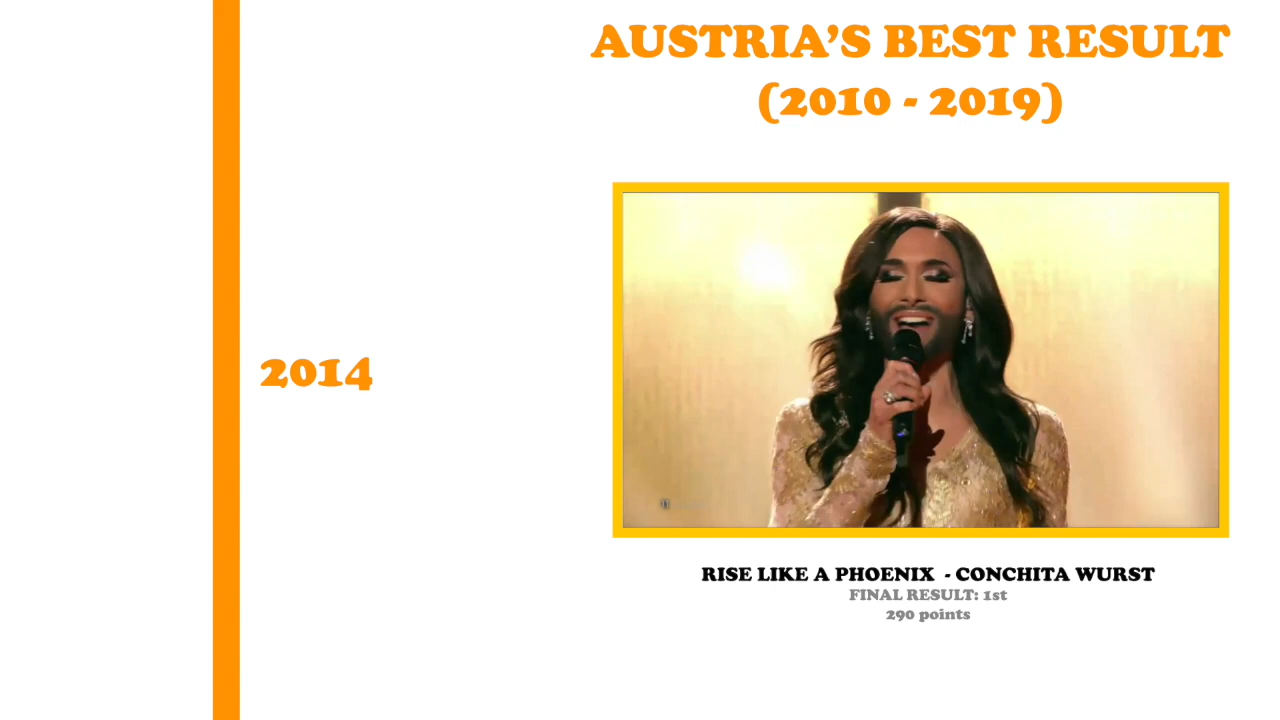 AUSTRIA’S BEST RESULT
(2010 - 2019)
2014
RISE LIKE A PHOENIX - CONCHITA WURST
FINAL RESULT: 1st
290 points